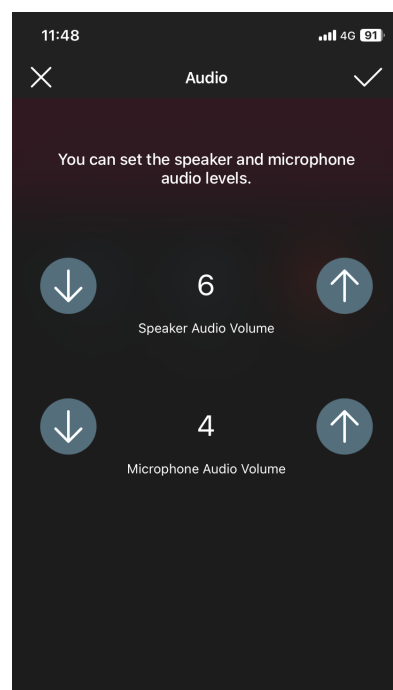 11:48 4G 91
Audio
You can set the speaker and microphone
audio levels.
6
Speaker Audio Volume
4
Microphone Audio Volume